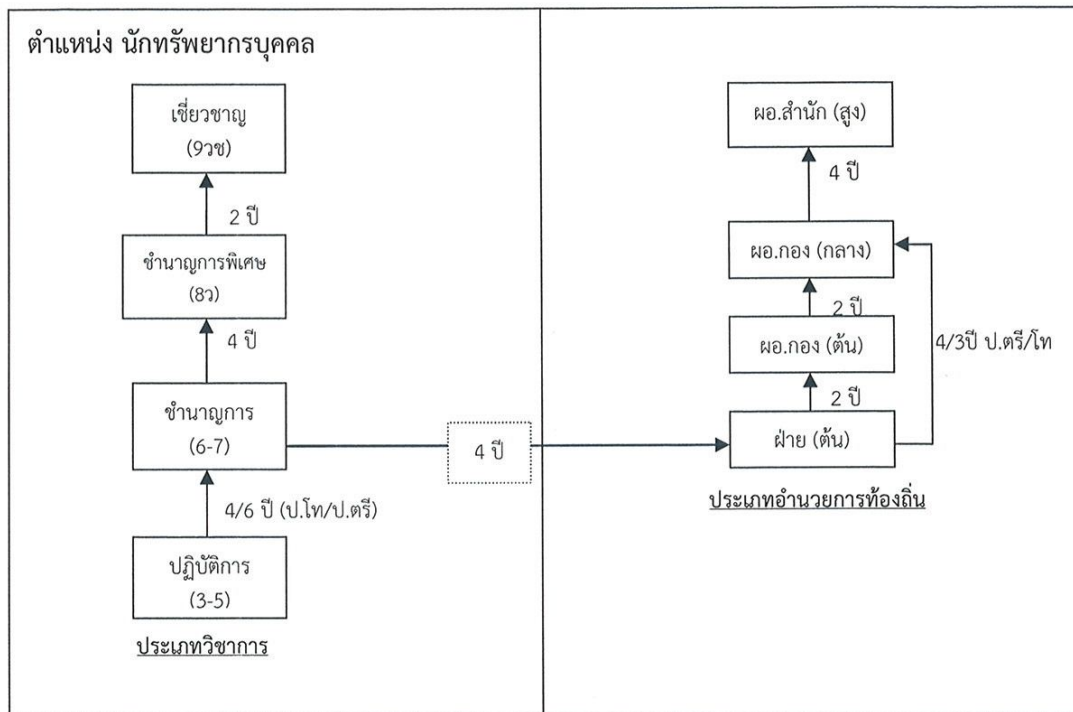 ตำแหน่ง นักทรัพยากรบุคคล
เชี่ยวชาญ
(9วช)
2 ปี
ชำนาญการพิเศษ
(8ว)
4 ปี
ชำนาญการ
(6-7)
4/6 ปี (ป.โท/ป.ตรี)
ปฏิบัติการ
(3-5)
ประเภทวิชาการ
4 ปี
ผอ.สำนัก (สูง)
4 ปี
ผอ.กอง (กลาง)
2 ปี
ผอ.กอง (ต้น)
4/3ปี ป.ตรี/โท
2 ปี
ฝ่าย (ต้น)
ประเภทอำนวยการท้องถิ่น